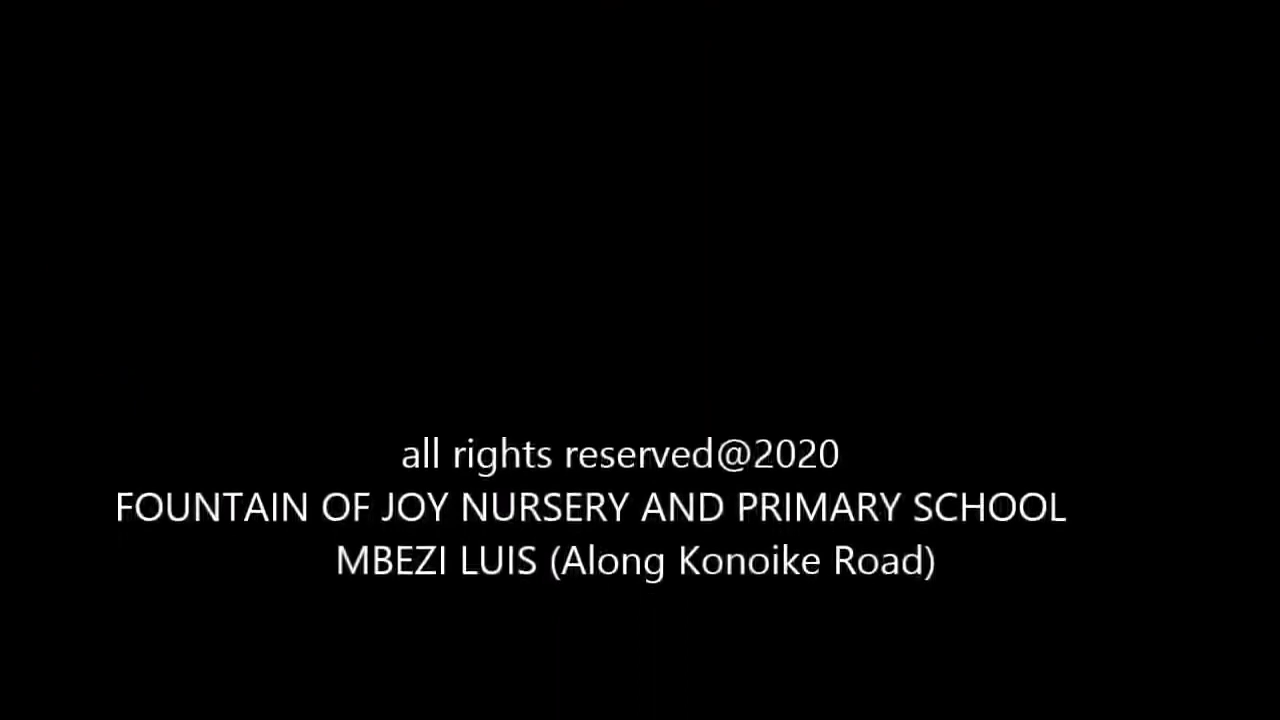 all rights reserved@2020
FOUNTAIN OF JOY NURSERY AND PRIMARY SCHOOL
MBEZI LUIS (Along Konoike Road)